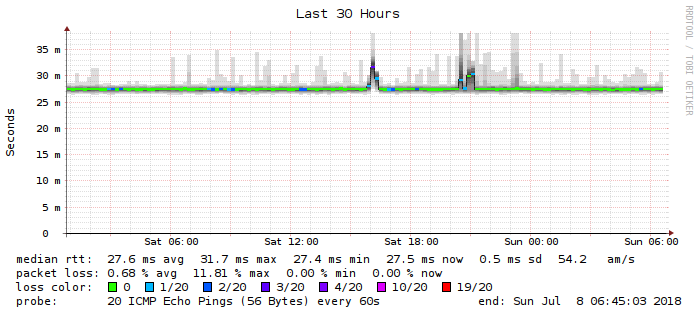 Last 30 Hours
RRDTOOL / TOBI OETIKER
Seconds
35 m
30 m
25 m
20 m
15 m
10 m
5 m
0
Sat 06:00 Sat 12:00 Sat 18:00 Sun 00:00 Sun 06:00
median rtt: 27.6 ms avg 31.7 ms max 27.4 ms min 27.5 ms now 0.5 ms sd 54.2 am/s
packet loss: 0.68 % avg 11.81 % max 0.00 % min 0.00 % now
loss color: 0 1/20 2/20 3/20 4/20 10/20 19/20
probe: 20 ICMP Echo Pings (56 Bytes) every 60s end: Sun Jul 8 06:45:03 2018